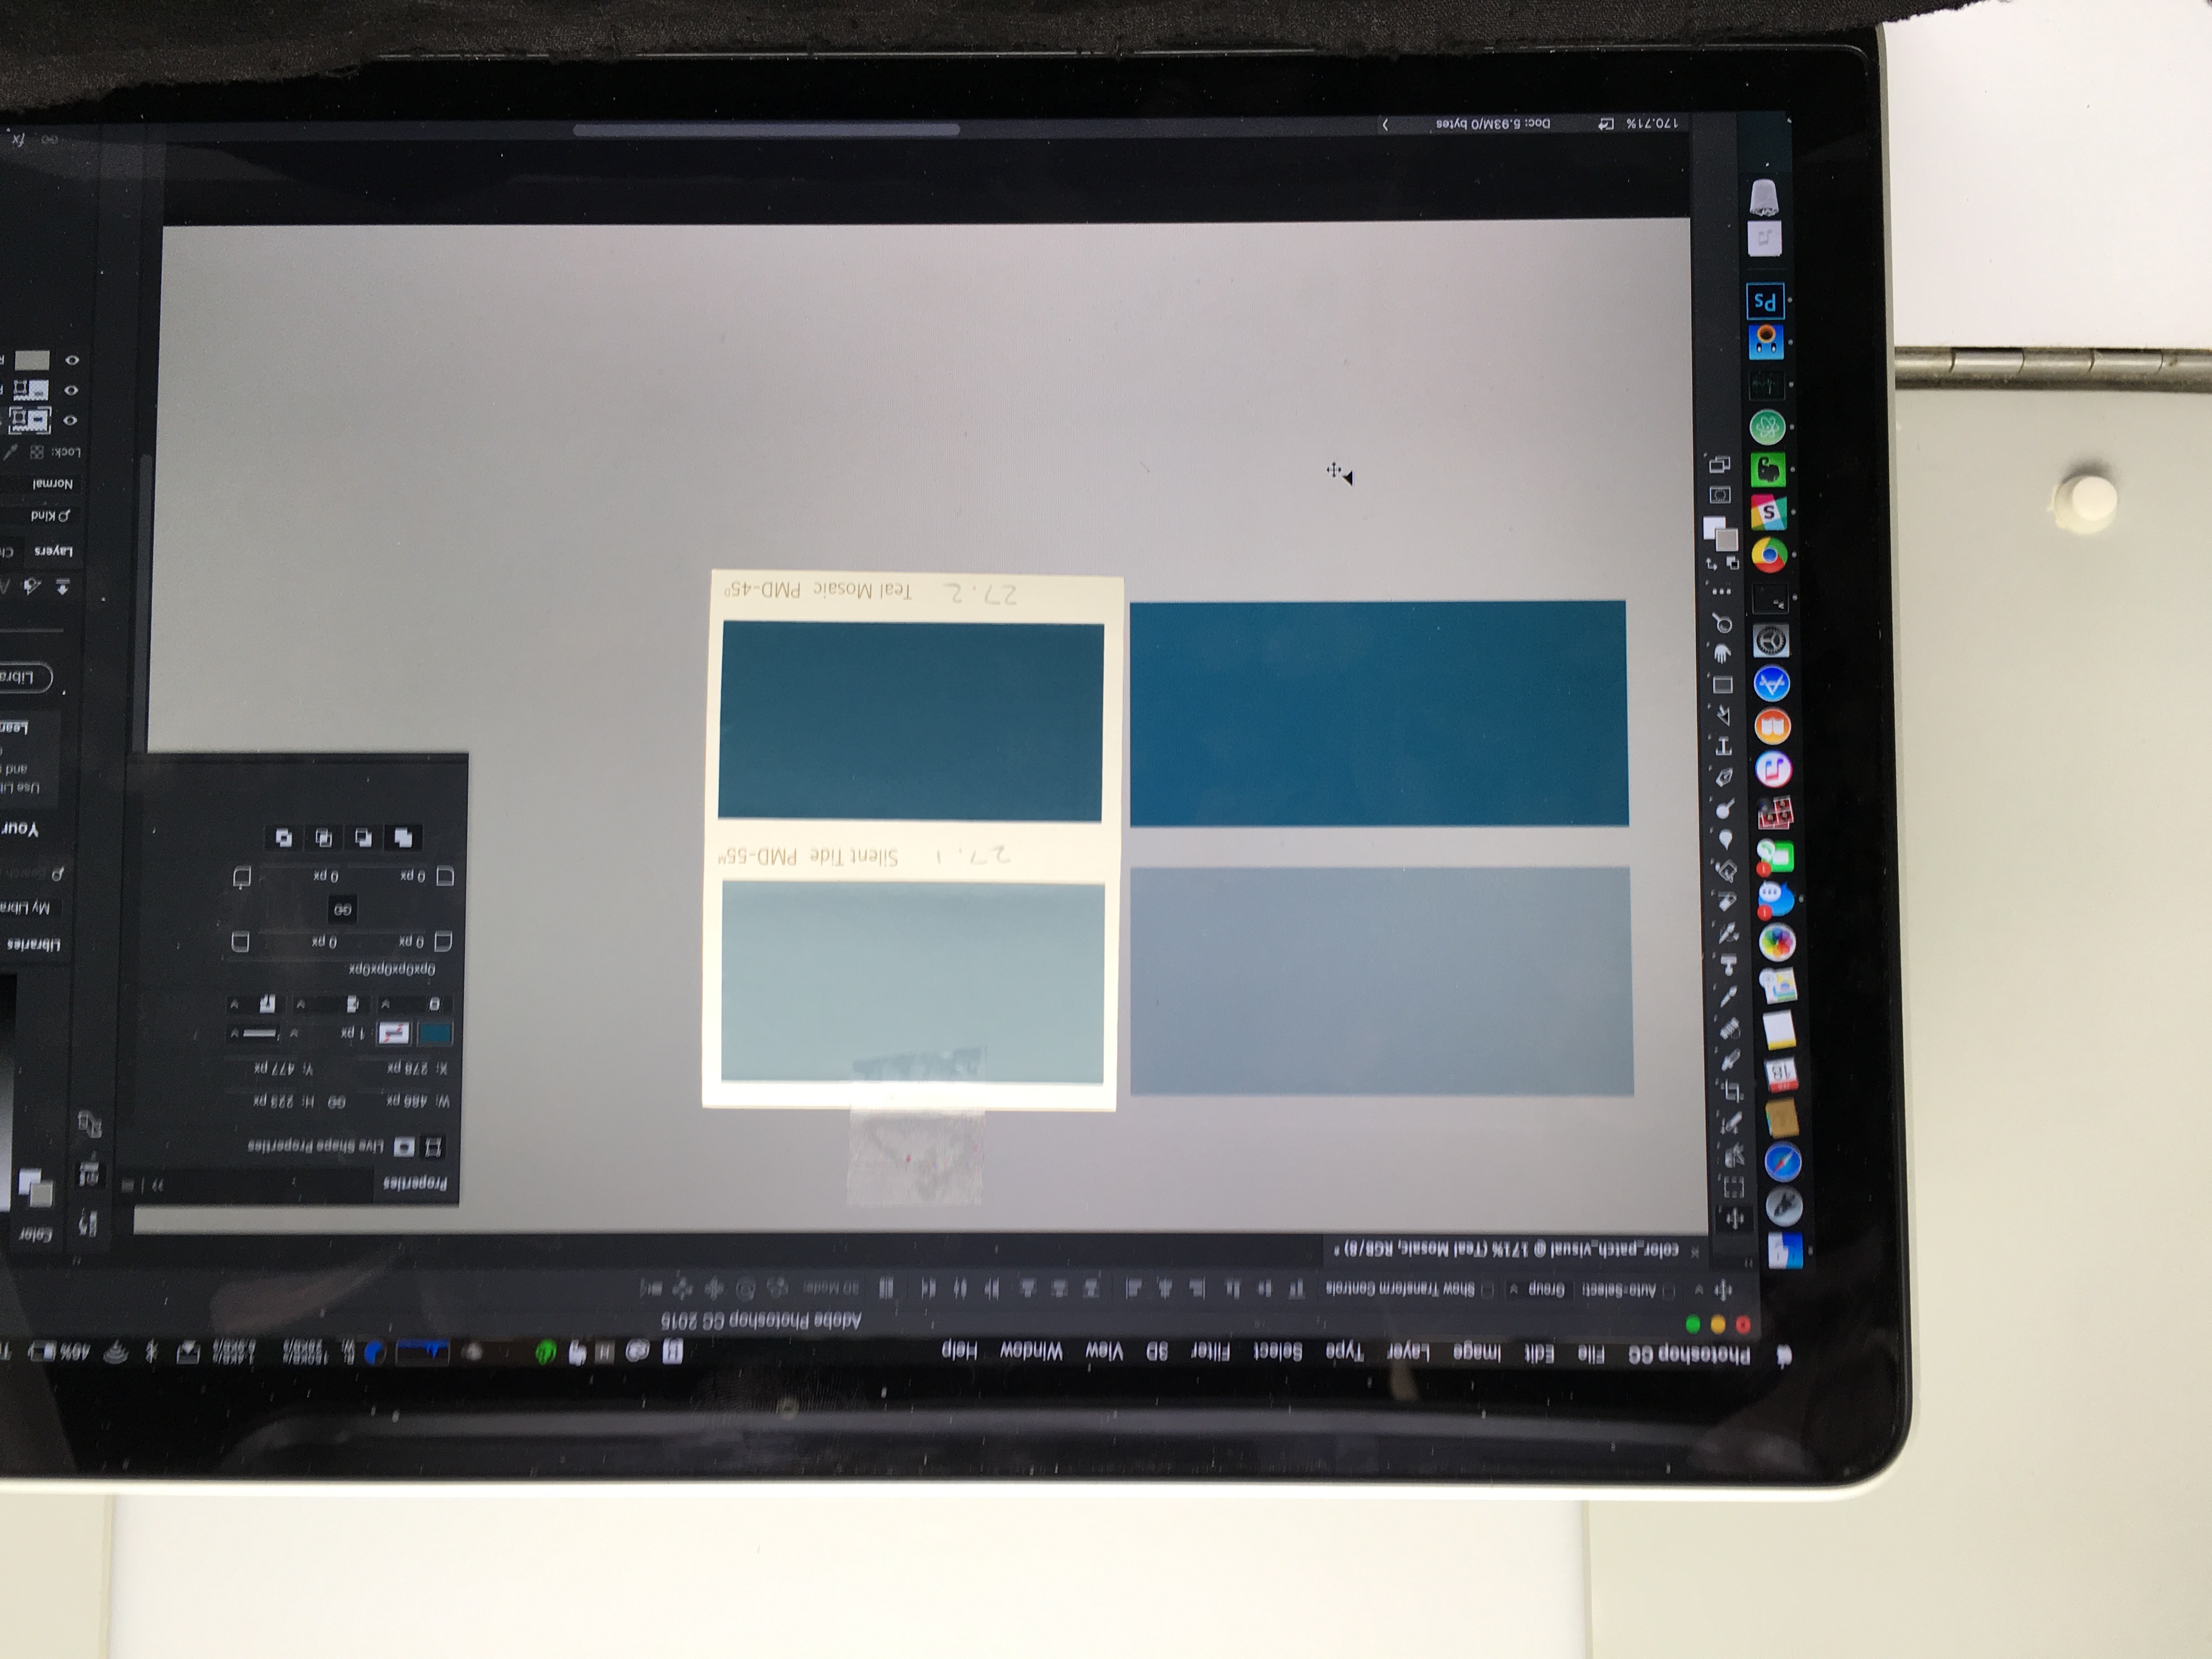 Photoshop CC File Edit Image Layer Type Select Filter 3D View Window Help
46%
Adobe Photoshop CC 2015
Auto-Select: Group Show Transform Controls 3D Mode:
color_patch_visual @ 171% (Teal Mosaic, RGB/8) *
Color
Properties
Live Shape Properties
W: 486 px H: 223 px
X: 278 px Y: 477 px
1 px
0px0px0px0px
0 px 0 px
0 px 0 px
Libraries
My Libra
Your
Use Lib
and
Lear
Libra
Layers Ch
Kind
Normal
Lock:
fx
27.1 Silent Tide PMD-55M
27.2 Teal Mosaic PMD-45D
18
T
S
Ps
170.71% Doc: 5.93M/0 bytes